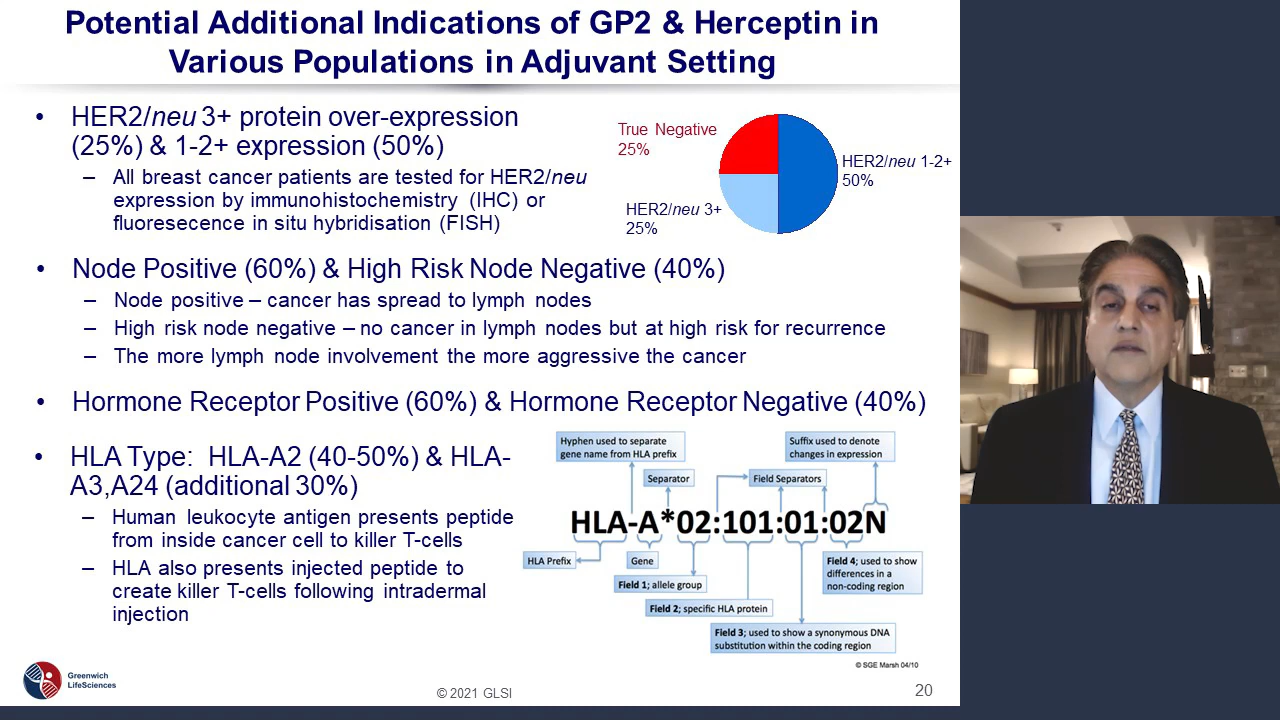 Potential Additional Indications of GP2 & Herceptin in
Various Populations in Adjuvant Setting
• HER2/neu 3+ protein over-expression
(25%) & 1-2+ expression (50%)
– All breast cancer patients are tested for HER2/neu
expression by immunohistochemistry (IHC) or
fluoresecence in situ hybridisation (FISH)
True Negative
25%
HER2/neu 1-2+
50%
HER2/neu 3+
25%
• Node Positive (60%) & High Risk Node Negative (40%)
– Node positive – cancer has spread to lymph nodes
– High risk node negative – no cancer in lymph nodes but at high risk for recurrence
– The more lymph node involvement the more aggressive the cancer
• Hormone Receptor Positive (60%) & Hormone Receptor Negative (40%)
• HLA Type: HLA-A2 (40-50%) & HLA-
A3,A24 (additional 30%)
– Human leukocyte antigen presents peptide
from inside cancer cell to killer T-cells
– HLA also presents injected peptide to
create killer T-cells following intradermal
injection
Hyphen used to separate
gene name from HLA prefix
Suffix used to denote
changes in expression
Separator
Field Separators
HLA-A*02:101:01:02N
HLA Prefix
Gene
Field 1; allele group
Field 2; specific HLA protein
Field 3; used to show a synonymous DNA
substitution within the coding region
Field 4; used to show
differences in a
non-coding region
© SGE Marsh 04/10
Greenwich
LifeSciences
© 2021 GLSI
20